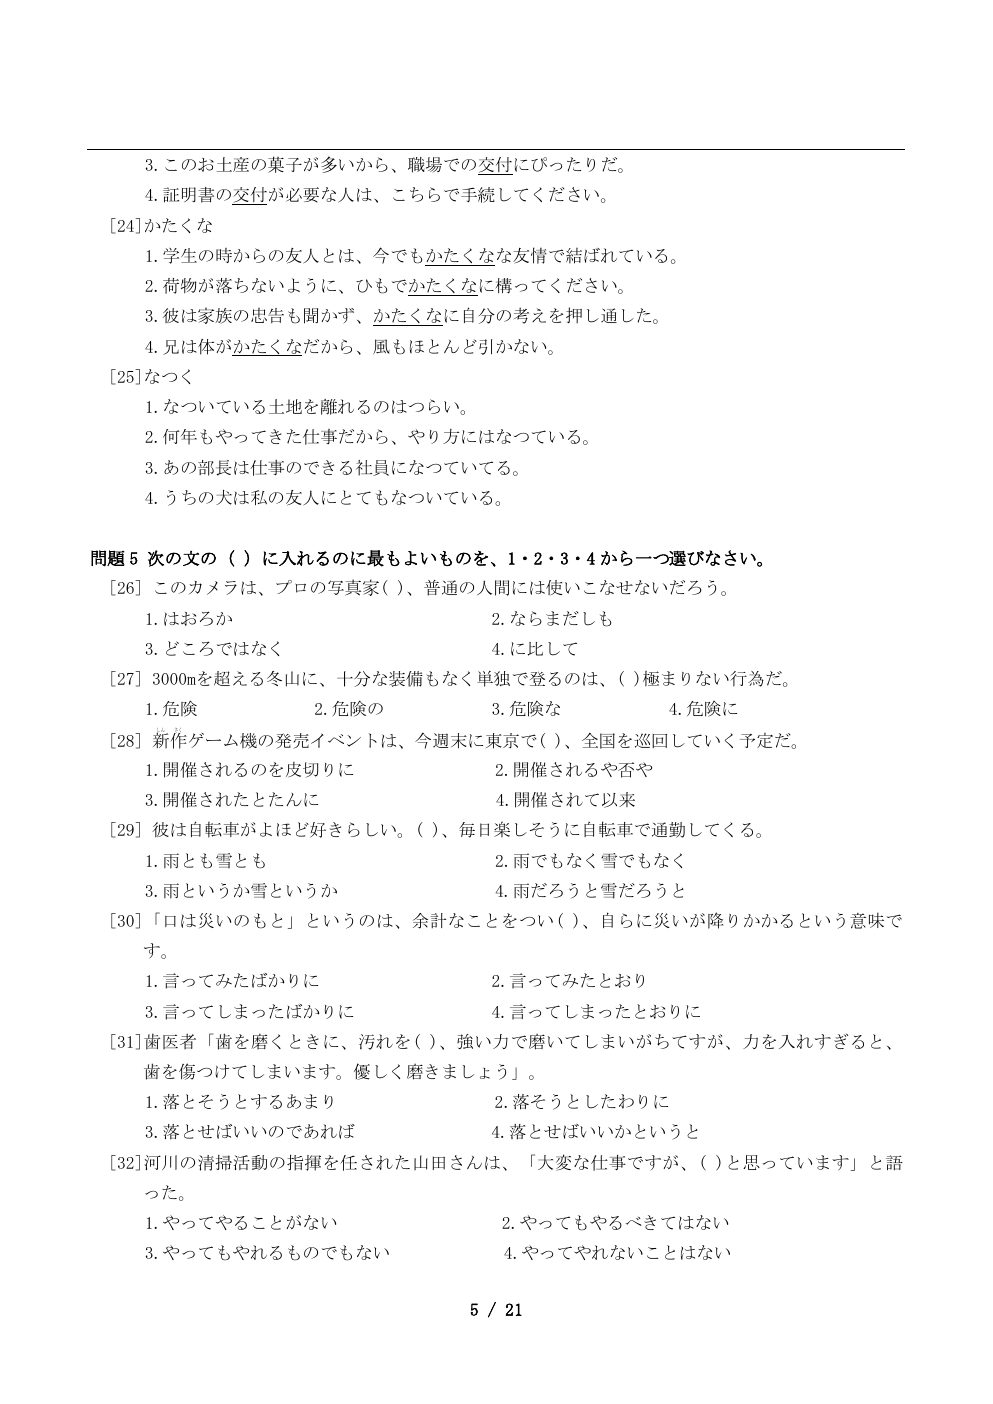 3.このお土産の菓子が多いから、職場での交付にぴったりだ。
4.証明書の交付が必要な人は、こちらで手続してください。
[24]かたくな
1.学生の時からの友人とは、今でもかたくなな友情で結ばれている。
2.荷物が落ちないように、ひもでかたくなに構ってください。
3.彼は家族の忠告も聞かず、かたくなに自分の考えを押し通した。
4.兄は体がかたくなだから、風もほとんど引かない。
[25]なつく
1.なついている土地を離れるのはつらい。
2.何年もやってきた仕事だから、やり方にはなつている。
3.あの部長は仕事のできる社員になつていてる。
4.うちの犬は私の友人にとてもなついている。
問題5 次の文の ( ) に入れるのに最もよいものを、1・2・3・4から一つ選びなさい。
[26] このカメラは、プロの写真家( )、普通の人間には使いこなせないだろう。
1.はおろか 2.ならまだしも
3.どころではなく 4.に比して
[27] 3000mを超える冬山に、十分な装備もなく単独で登るのは、( )極まりない行為だ。
1.危険 2.危険の 3.危険な 4.危険に
[28] 新作ゲーム機の発売イベントは、今週末に東京で( )、全国を巡回していく予定だ。
1.開催されるのを皮切りに 2.開催されるや否や
3.開催されたとたんに 4.開催されて以来
[29] 彼は自転車がよほど好きらしい。( )、毎日楽しそうに自転車で通勤してくる。
1.雨とも雪とも 2.雨でもなく雪でもなく
3.雨というか雪というか 4.雨だろうと雪だろうと
[30]「口は災いのもと」というのは、余計なことをつい( )、自らに災いが降りかかるという意味で
す。
1.言ってみたばかりに 2.言ってみたとおり
3.言ってしまったばかりに 4.言ってしまったとおりに
[31]歯医者「歯を磨くときに、汚れを( )、強い力で磨いてしまいがちてすが、力を入れすぎると、
歯を傷つけてしまいます。優しく磨きましょう」。
1.落とそうとするあまり 2.落そうとしたわりに
3.落とせばいいのであれば 4.落とせばいいかというと
[32]河川の清掃活動の指揮を任された山田さんは、「大変な仕事ですが、( )と思っています」と語
った。
1.やってやることがない 2.やってもやるべきてはない
3.やってもやれるものでもない 4.やってやれないことはない
5 / 21